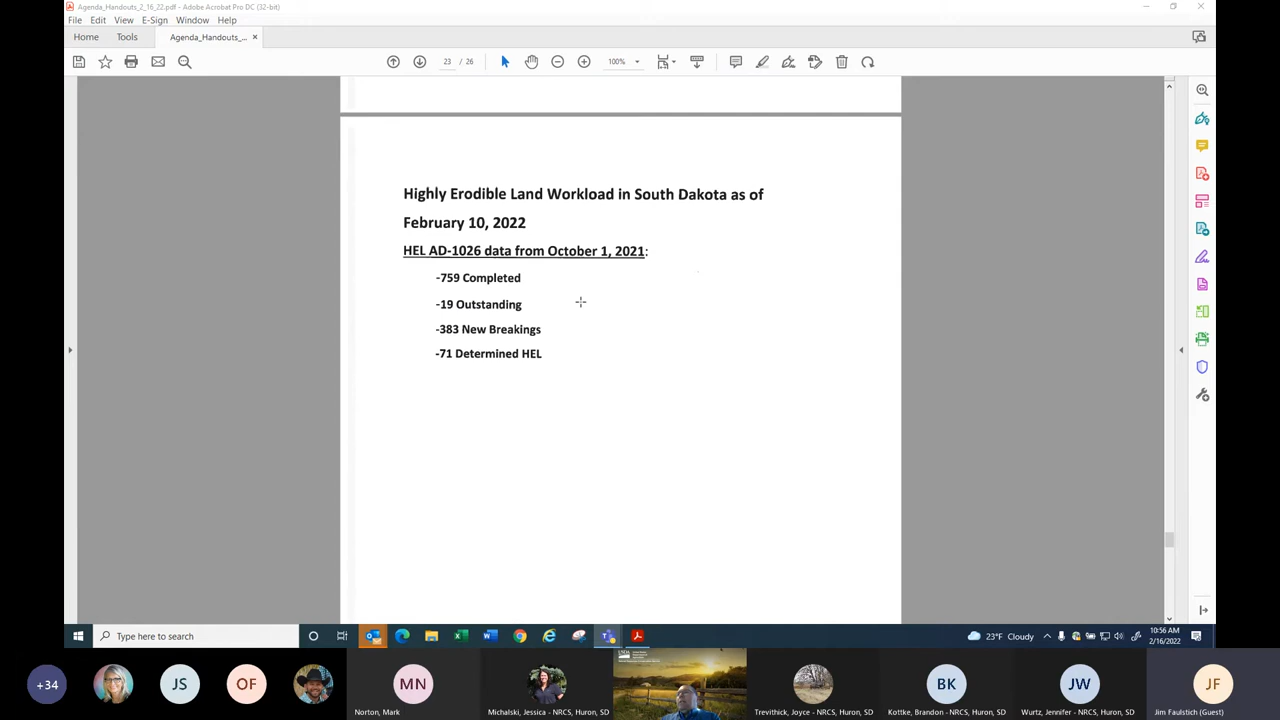 Agenda_Handouts_2_16_22.pdf - Adobe Acrobat Pro DC (32-bit)
File Edit View E-Sign Window Help
Home Tools Agenda_Handouts_... ×
23 / 26 100%
Highly Erodible Land Workload in South Dakota as of
February 10, 2022
HEL AD-1026 data from October 1, 2021:
-759 Completed
-19 Outstanding
-383 New Breakings
-71 Determined HEL
Type here to search
23°F Cloudy
10:56 AM
2/16/2022
+34 JS OF MN BK JW JF
USDA
Norton, Mark
Michalski, Jessica - NRCS, Huron, SD
Trevithick, Joyce - NRCS, Huron, SD
Kottke, Brandon - NRCS, Huron, SD
Wurtz, Jennifer - NRCS, Huron, SD
Jim Faulstich (Guest)